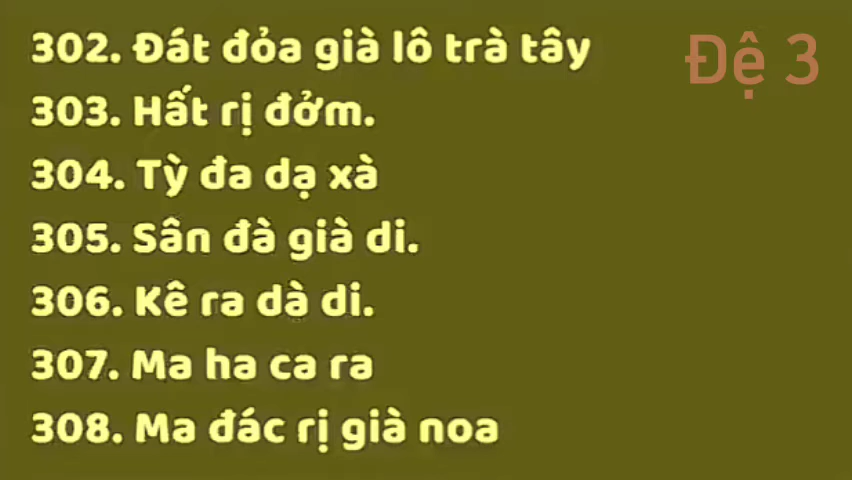 302. Đát đỏa già lô trà tây
Đệ 3
303. Hất rị đởm.
304. Tỳ đa dạ xà
305. Sân đà già di.
306. Kê ra dà di.
307. Ma ha ca ra
308. Ma đác rị già noa